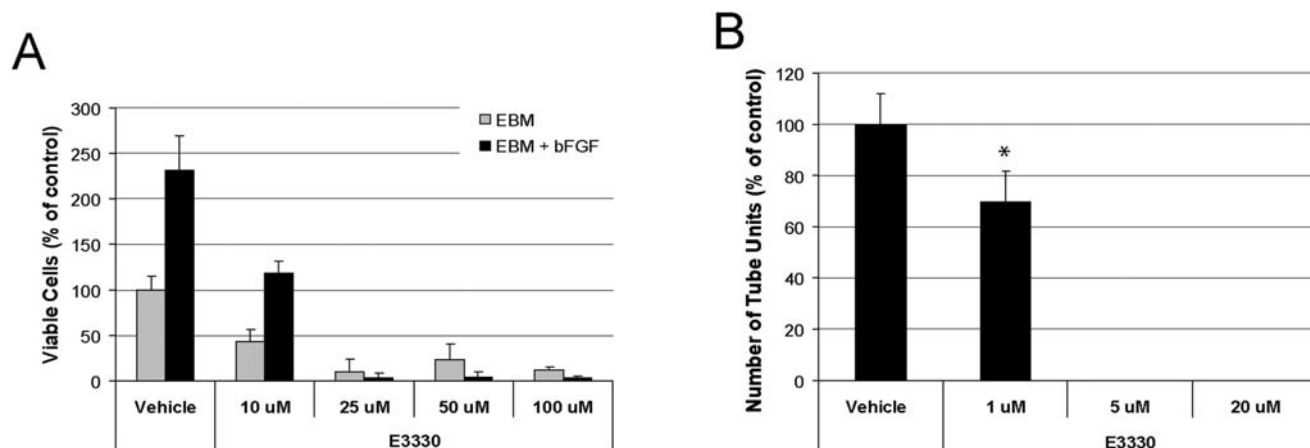 A
Viable Cells (% of control)
300
250
200
150
100
50
0
EBM
EBM + bFGF
Vehicle 10 uM 25 uM 50 uM 100 uM
E3330
B
Number of Tube Units (% of control)
120
100
80
60
40
20
0
*
Vehicle 1 uM 5 uM 20 uM
E3330